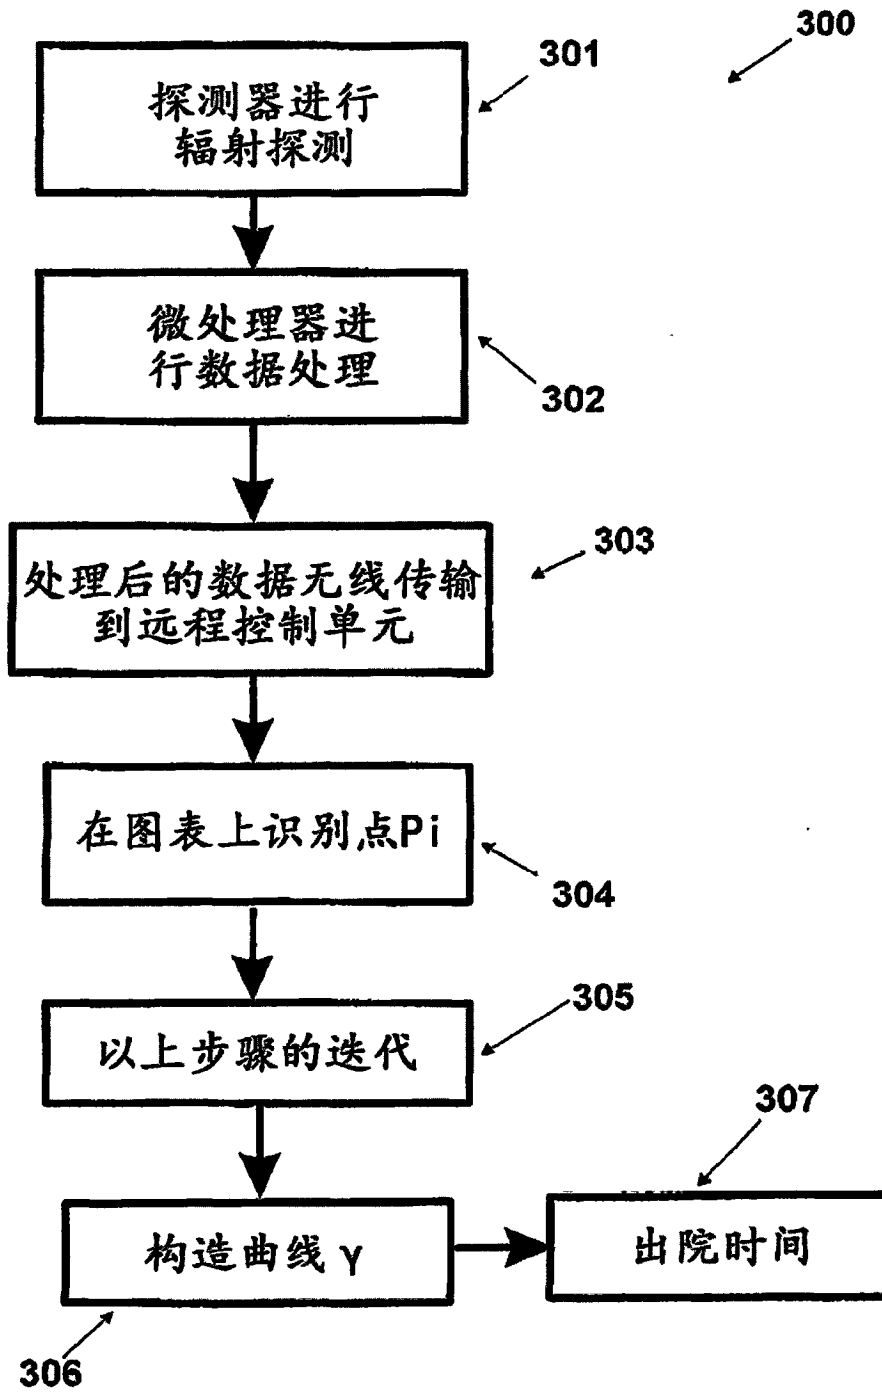 300
301
探测器进行
辐射探测
微处理器进
行数据处理
302
303
处理后的数据无线传输
到远程控制单元
在图表上识别点Pi
304
305
以上步骤的迭代
307
构造曲线 γ
出院时间
306